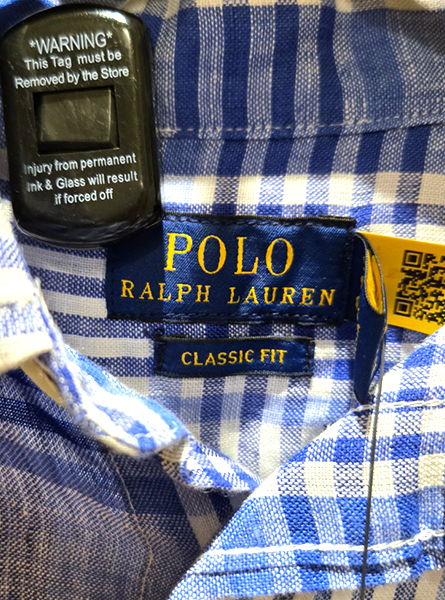 *WARNING*
This Tag must be
Removed by the Store
Injury from permanent
Ink & Glass will result
if forced off
POLO
RALPH LAUREN
CLASSIC FIT